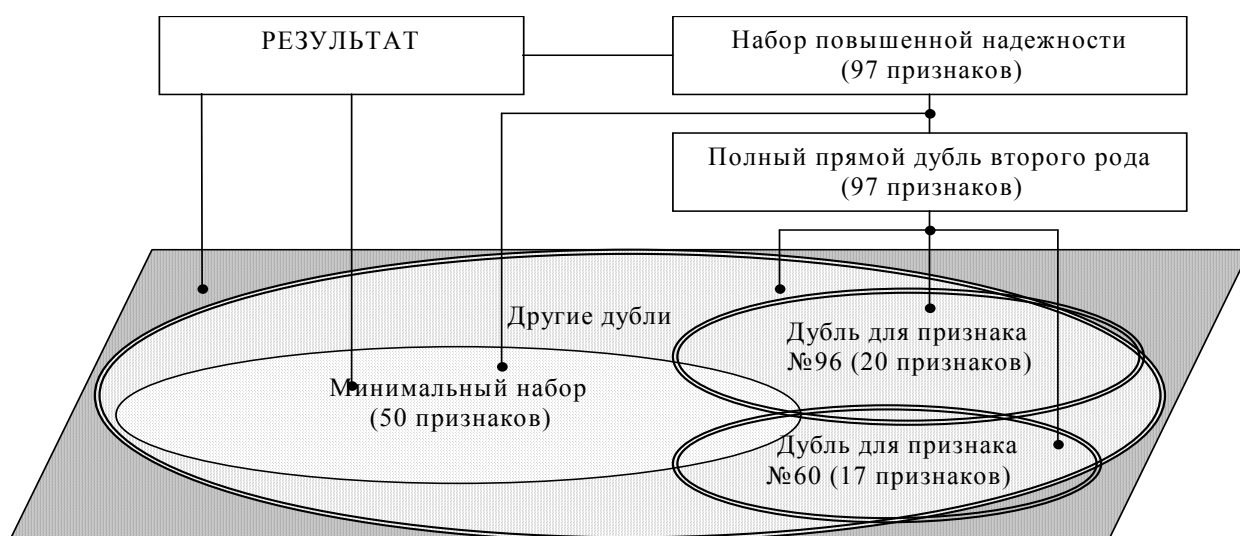 РЕЗУЛЬТАТ
Набор повышенной надежности
(97 признаков)
Полный прямой дубль второго рода
(97 признаков)
Другие дубли
Дубль для признака
№96 (20 признаков)
Минимальный набор
(50 признаков)
Дубль для признака
№60 (17 признаков)